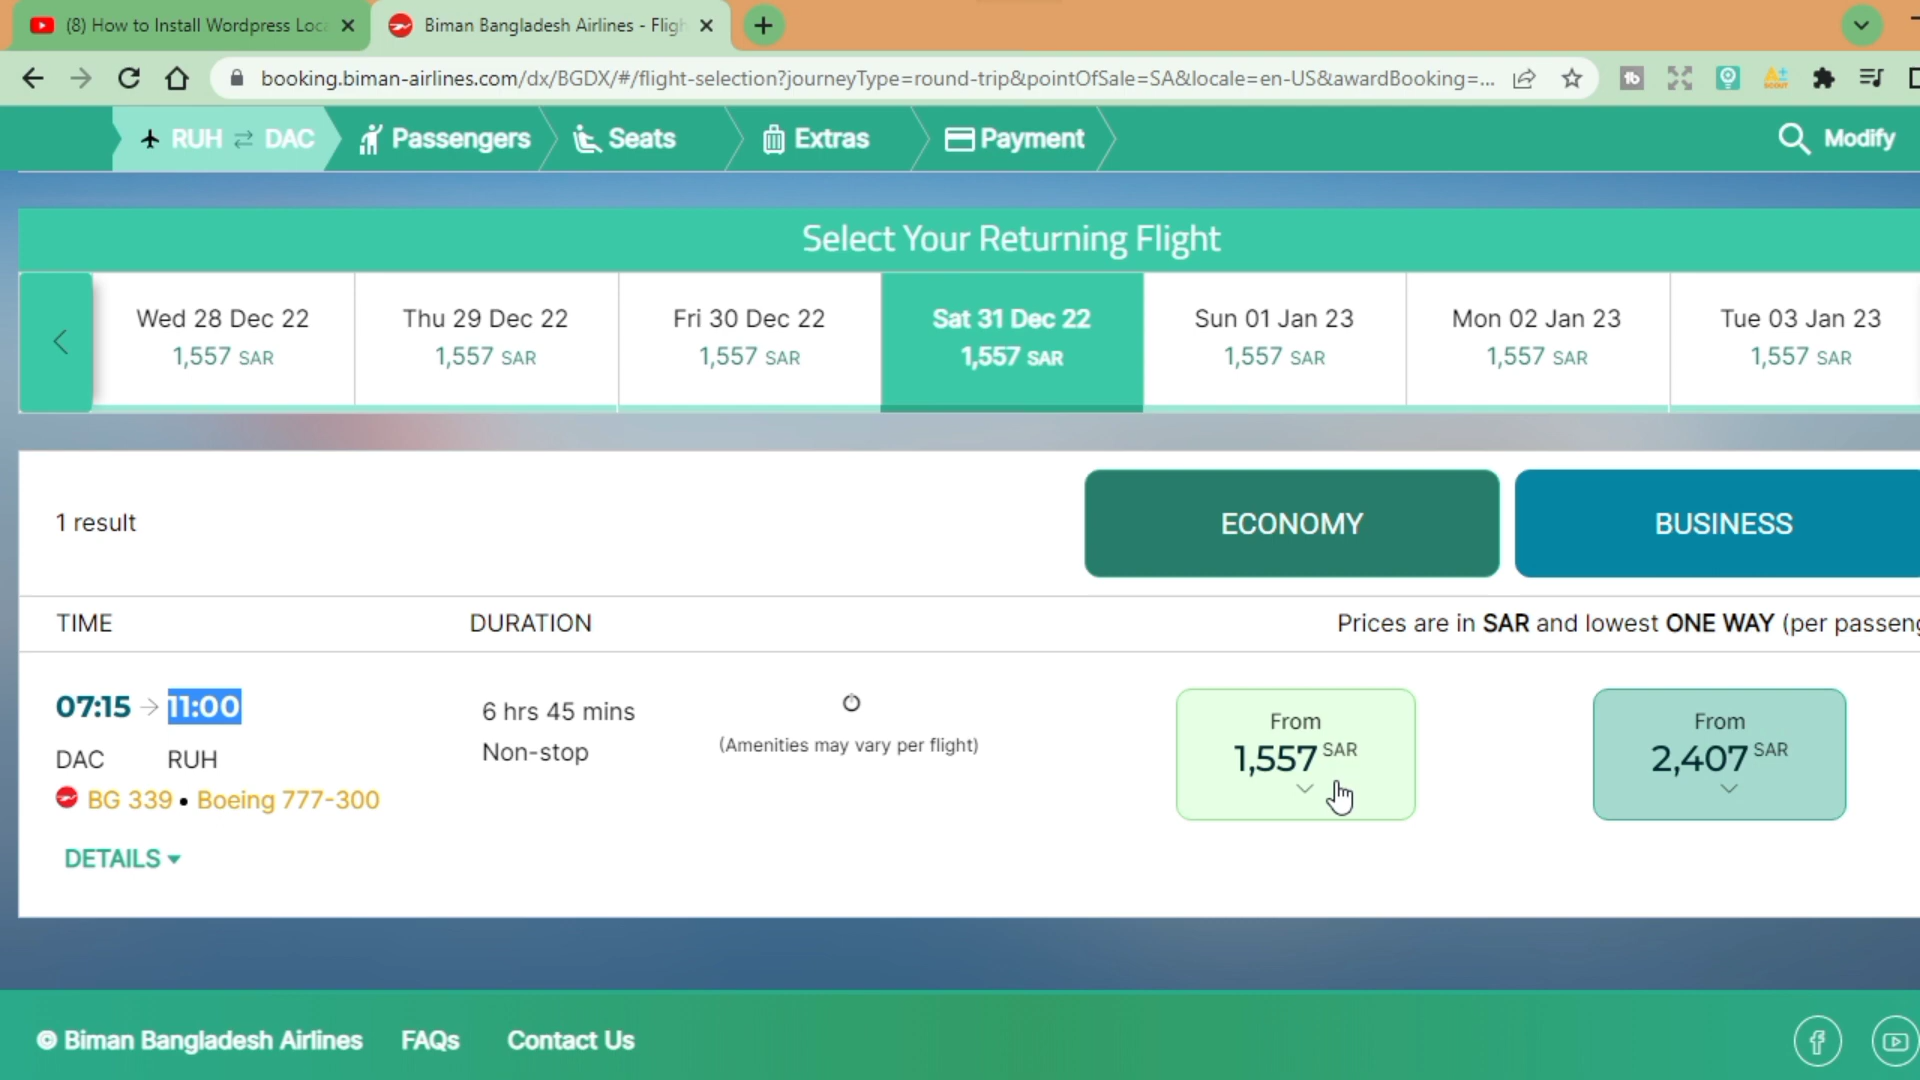 (8) How to Install Wordpress Loc
Biman Bangladesh Airlines - Fligh
booking.biman-airlines.com/dx/BGDX/#/flight-selection?journeyType=round-trip&pointOfSale=SA&locale=en-US&awardBooking=...
RUH ⇄ DAC Passengers Seats Extras Payment Modify
Select Your Returning Flight
Wed 28 Dec 22 Thu 29 Dec 22 Fri 30 Dec 22 Sat 31 Dec 22 Sun 01 Jan 23 Mon 02 Jan 23 Tue 03 Jan 23
1,557 SAR 1,557 SAR 1,557 SAR 1,557 SAR 1,557 SAR 1,557 SAR 1,557 SAR
1 result ECONOMY BUSINESS
TIME DURATION Prices are in SAR and lowest ONE WAY (per passeng
07:15 → 11:00 6 hrs 45 mins From From
DAC RUH Non-stop (Amenities may vary per flight) 1,557 SAR 2,407 SAR
BG 339 • Boeing 777-300
DETAILS
© Biman Bangladesh Airlines FAQs Contact Us